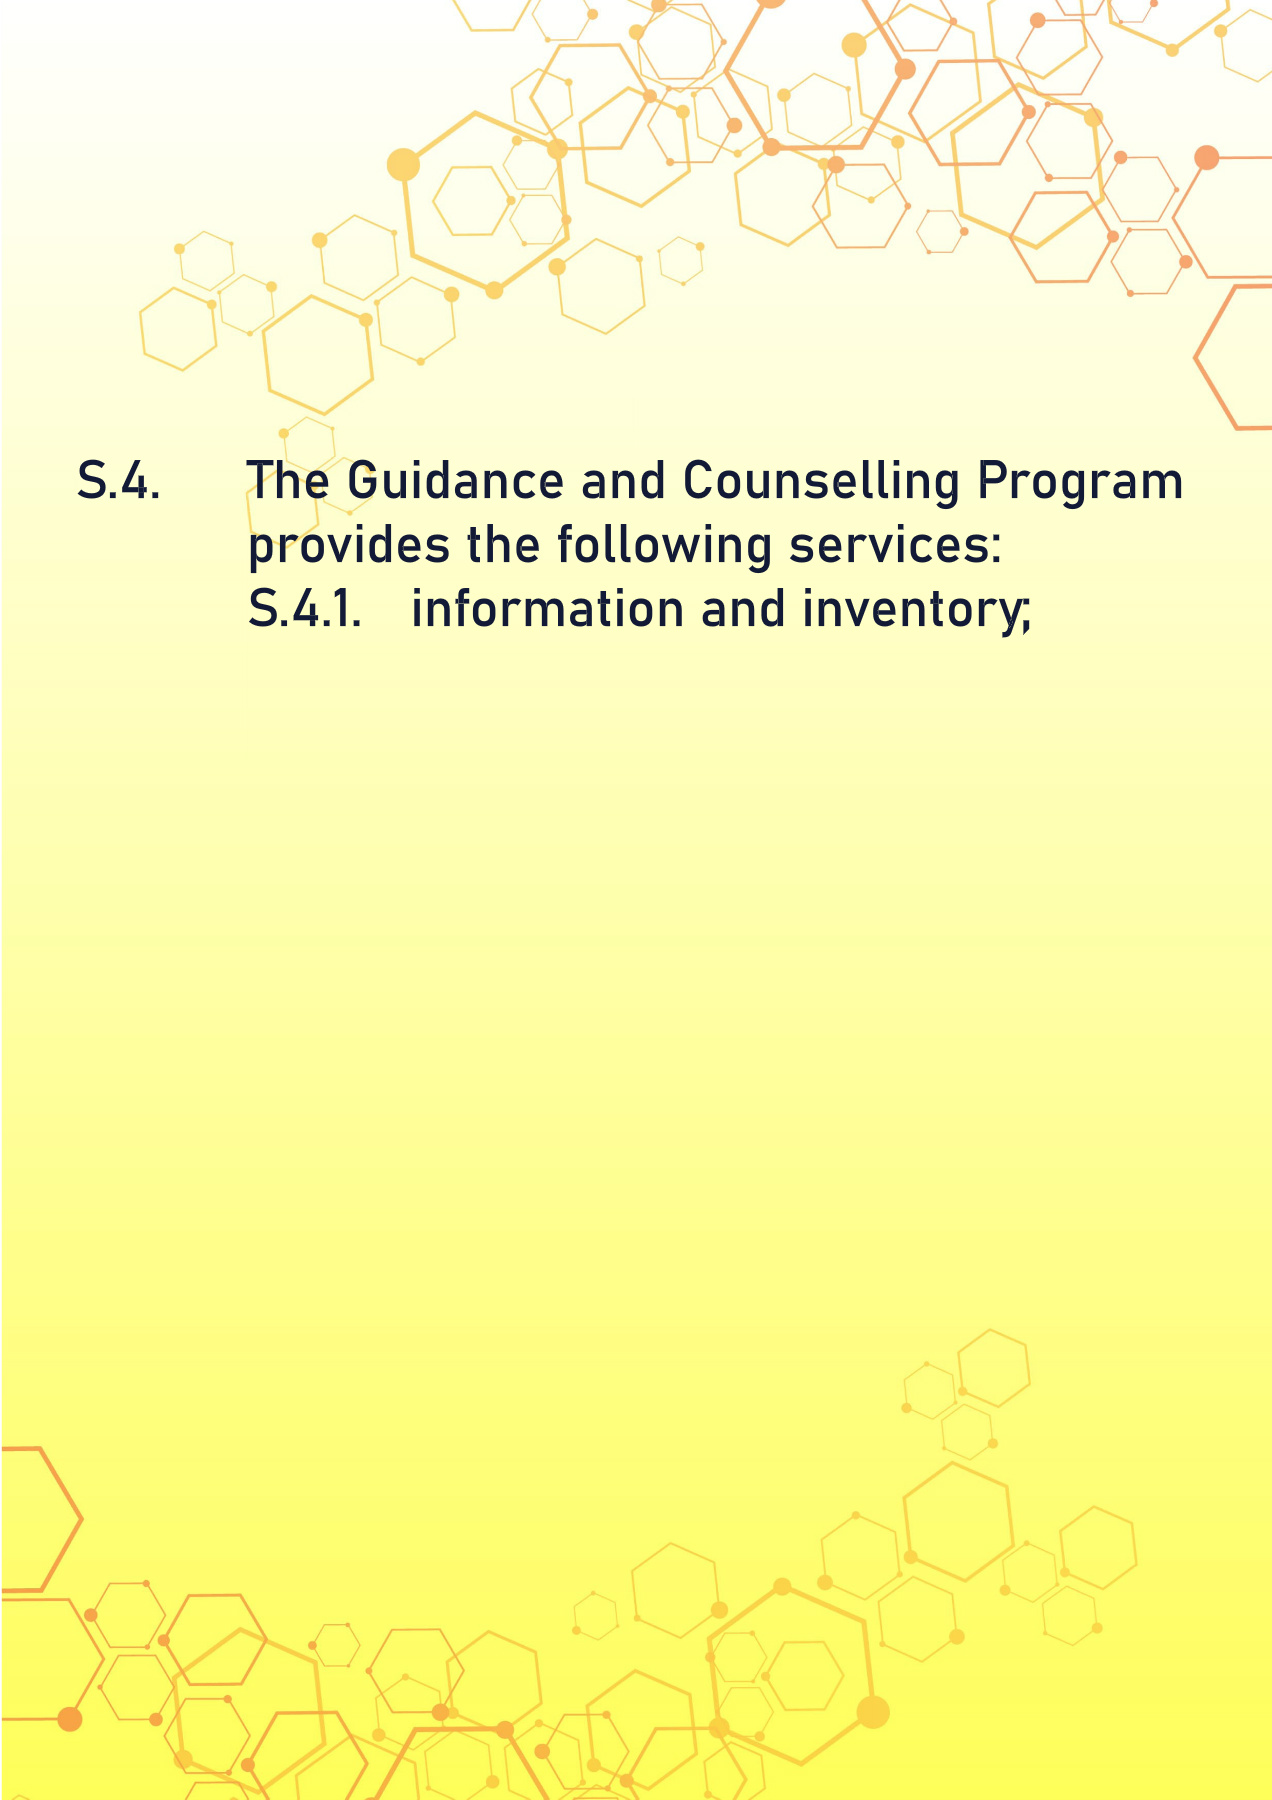 S.4. The Guidance and Counselling Program
provides the following services:
S.4.1. information and inventory;